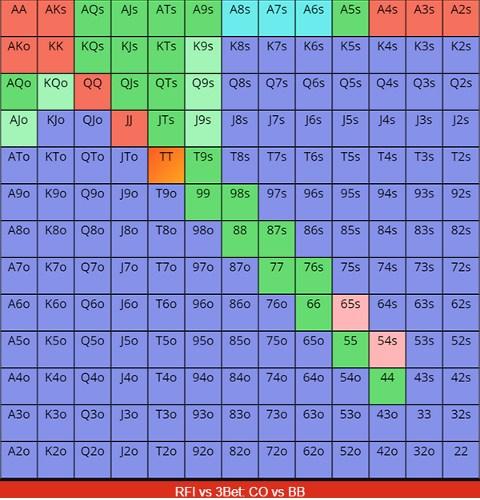 AA AKs AQs AJs ATs A9s A8s A7s A6s A5s A4s A3s A2s
AKo KK KQs KJs KTs K9s K8s K7s K6s K5s K4s K3s K2s
AQo KQo QQ QJs QTs Q9s Q8s Q7s Q6s Q5s Q4s Q3s Q2s
AJo KJo QJo JJ JTs J9s J8s J7s J6s J5s J4s J3s J2s
ATo KTo QTo JTo TT T9s T8s T7s T6s T5s T4s T3s T2s
A9o K9o Q9o J9o T9o 99 98s 97s 96s 95s 94s 93s 92s
A8o K8o Q8o J8o T8o 98o 88 87s 86s 85s 84s 83s 82s
A7o K7o Q7o J7o T7o 97o 87o 77 76s 75s 74s 73s 72s
A6o K6o Q6o J6o T6o 96o 86o 76o 66 65s 64s 63s 62s
A5o K5o Q5o J5o T5o 95o 85o 75o 65o 55 54s 53s 52s
A4o K4o Q4o J4o T4o 94o 84o 74o 64o 54o 44 43s 42s
A3o K3o Q3o J3o T3o 93o 83o 73o 63o 53o 43o 33 32s
A2o K2o Q2o J2o T2o 92o 82o 72o 62o 52o 42o 32o 22
RFI vs 3Bet: CO vs BB